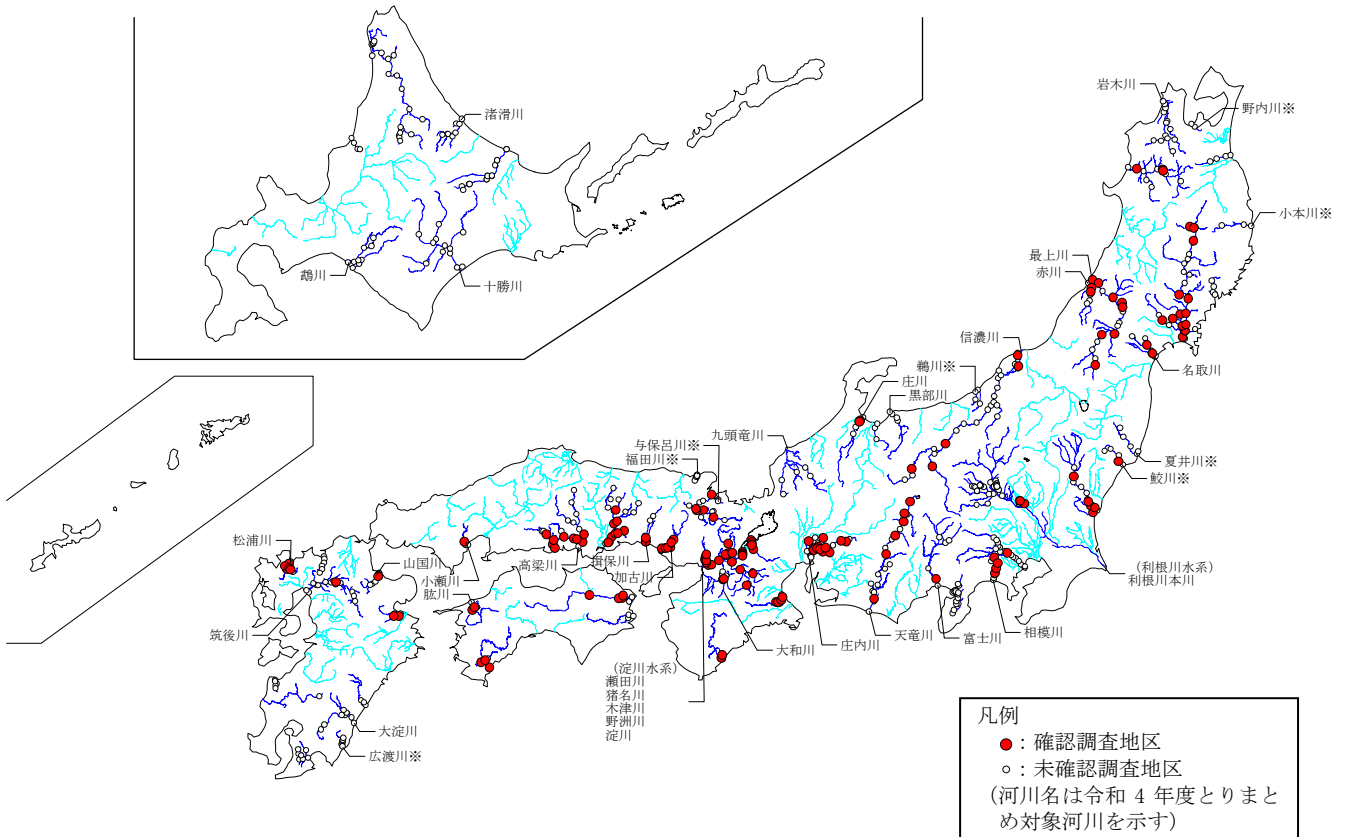 岩木川
野内川※
渚滑川
小本川※
鵡川
十勝川
最上川
赤川
信濃川
名取川
鵜川※
庄川
黒部川
九頭竜川
与保呂川※
福田川※
夏井川※
鮫川※
松浦川
山国川
小瀬川
高梁川
揖保川
加古川
肱川
筑後川
(利根川水系)
利根川本川
大和川
庄内川
天竜川
富士川
相模川
(淀川水系)
瀬田川
猪名川
木津川
野洲川
淀川
大淀川
広渡川※
凡例
●：確認調査地区
○：未確認調査地区
(河川名は令和 4 年度とりまと
め対象河川を示す)